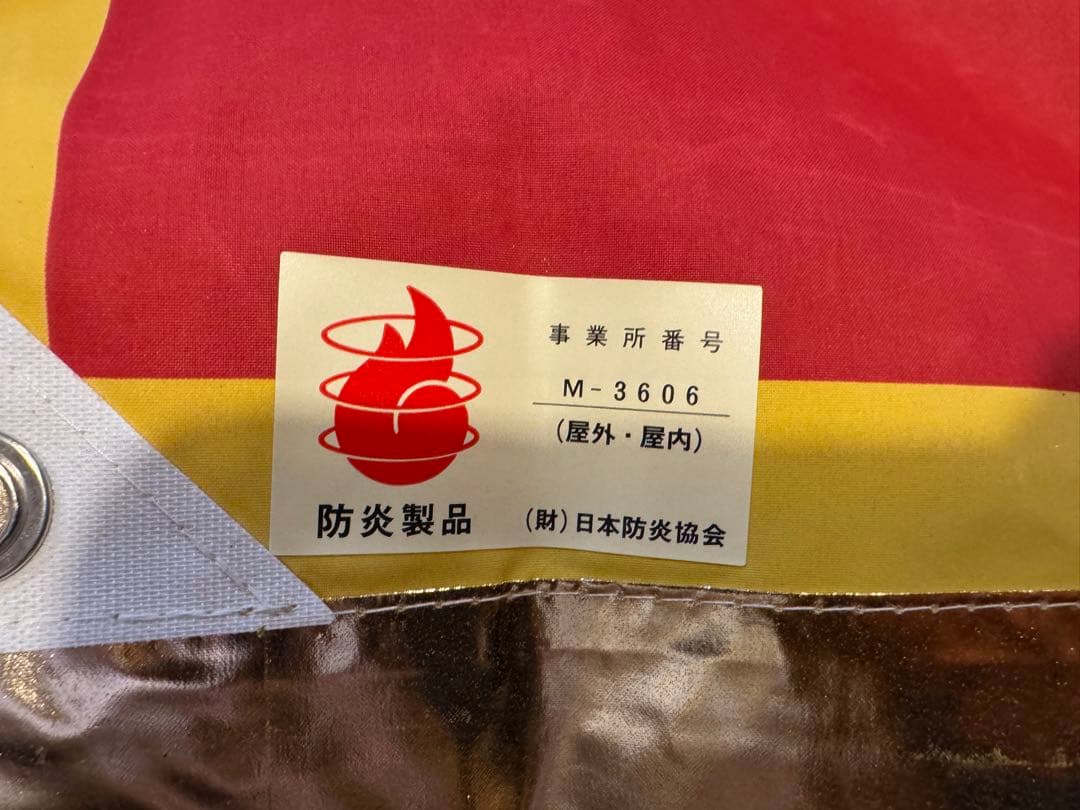 事業所番号
M-3606
(屋外・屋内)
防炎製品
(財)日本防炎協会